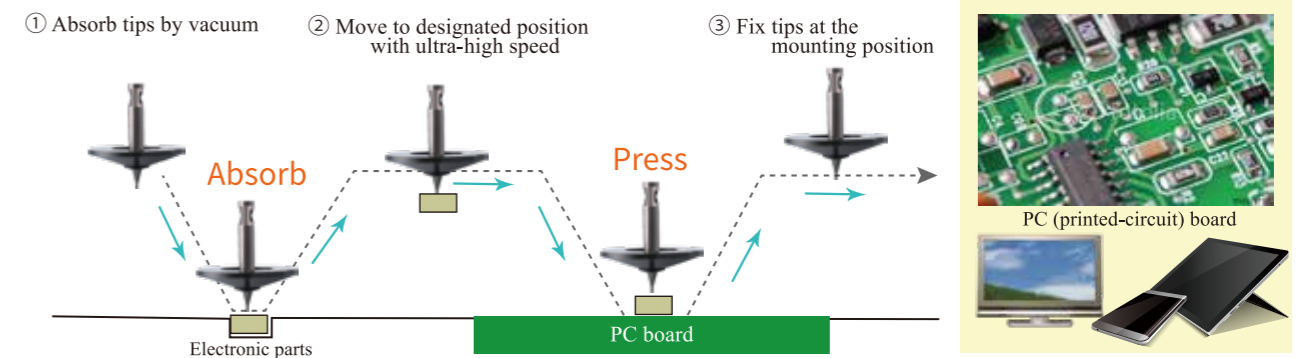 ① Absorb tips by vacuum
② Move to designated position
with ultra-high speed
③ Fix tips at the
mounting position
Absorb
Press
Electronic parts
PC board
PC (printed-circuit) board